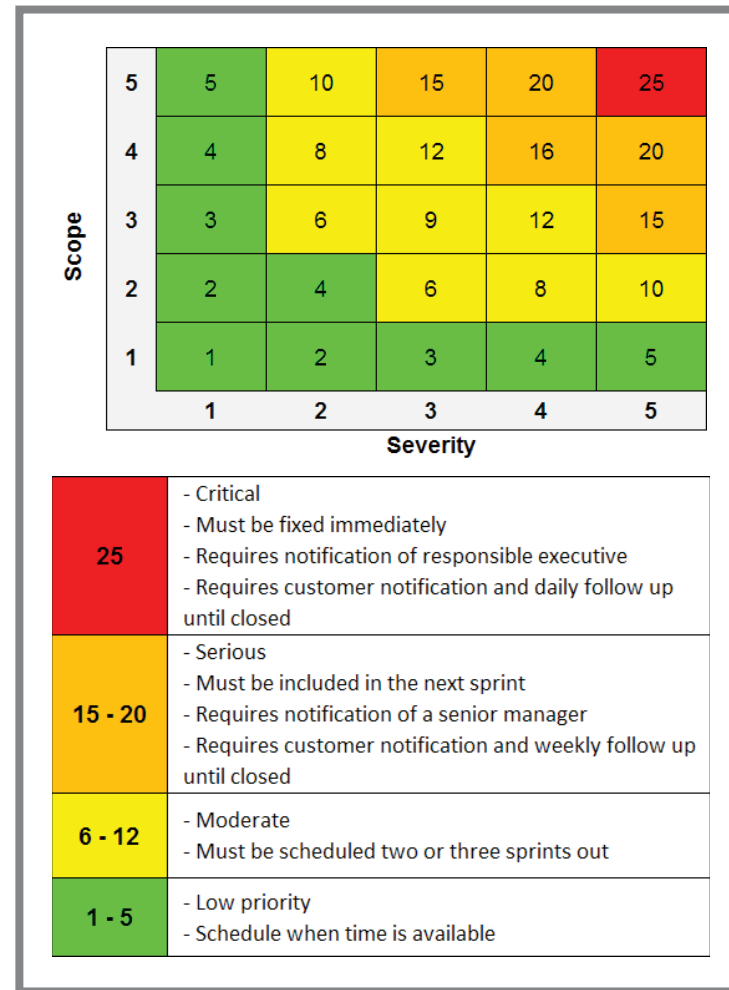 5 5 10 15 20 25
4 4 8 12 16 20
Scope
3 3 6 9 12 15
2 2 4 6 8 10
1 1 2 3 4 5
1 2 3 4 5
Severity
25
- Critical
- Must be fixed immediately
- Requires notification of responsible executive
- Requires customer notification and daily follow up
until closed
15 - 20
- Serious
- Must be included in the next sprint
- Requires notification of a senior manager
- Requires customer notification and weekly follow up
until closed
6 - 12
- Moderate
- Must be scheduled two or three sprints out
1 - 5
- Low priority
- Schedule when time is available